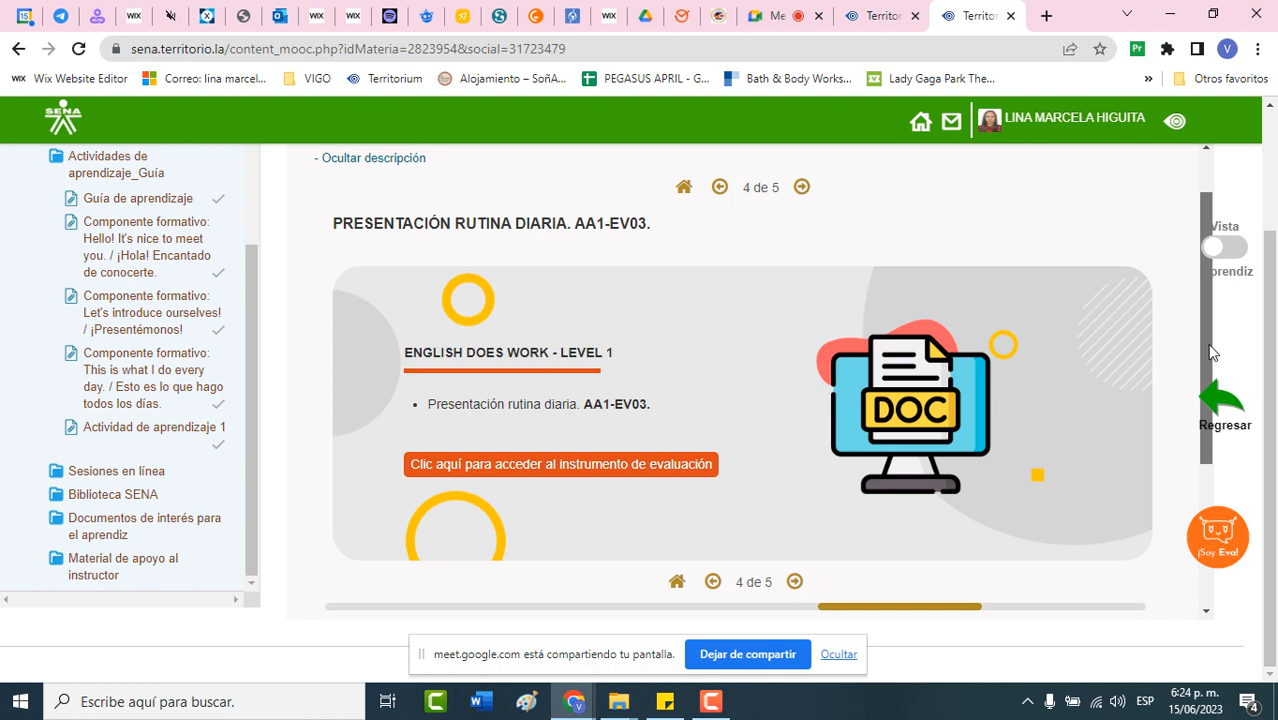 Me
Territor
Territor
sena.territorio.la/content_mooc.php?idMateria=2823954&social=31723479
Wix Website Editor
Correo: lina marcel...
VIGO
Territorium
Alojamiento – SoñA...
PEGASUS APRIL - G...
Bath & Body Works...
Lady Gaga Park The...
Otros favoritos
SENA
LINA MARCELA HIGUITA
Actividades de
aprendizaje_Guía
Guía de aprendizaje
Componente formativo:
Hello! It's nice to meet
you. / ¡Hola! Encantado
de conocerte.
Componente formativo:
Let's introduce ourselves!
/ ¡Presentémonos!
Componente formativo:
This is what I do every
day. / Esto es lo que hago
todos los días.
Actividad de aprendizaje 1
Sesiones en línea
Biblioteca SENA
Documentos de interés para
el aprendiz
Material de apoyo al
instructor
- Ocultar descripción
4 de 5
PRESENTACIÓN RUTINA DIARIA. AA1-EV03.
ENGLISH DOES WORK - LEVEL 1
• Presentación rutina diaria. AA1-EV03.
Clic aquí para acceder al instrumento de evaluación
DOC
4 de 5
Vista
prendiz
Regresar
¡Soy Eva!
meet.google.com está compartiendo tu pantalla.
Dejar de compartir
Ocultar
Escribe aquí para buscar.
ESP
6:24 p. m.
15/06/2023
4